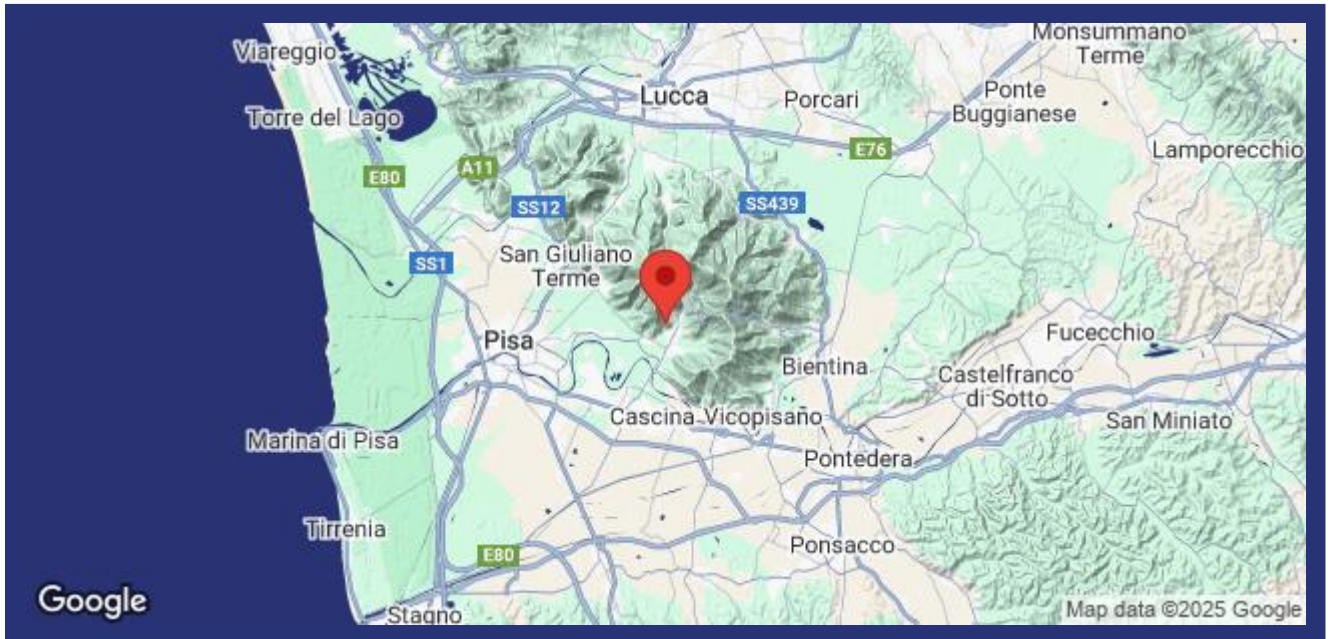 Monsummano
Terme
Viareggio
Lucca
Porcari
Ponte
Buggianese
Torre del Lago
E76
Lamporecchio
A11
E80
SS12
SS439
San Giuliano
Terme
SS1
Pisa
Fucecchio
Bientina
Castelfranco
di Sotto
Cascina
Vicopisano
San Miniato
Marina di Pisa
Pontedera
Tirrenia
E80
Ponsacco
Google
Stagno
Map data ©2025 Google